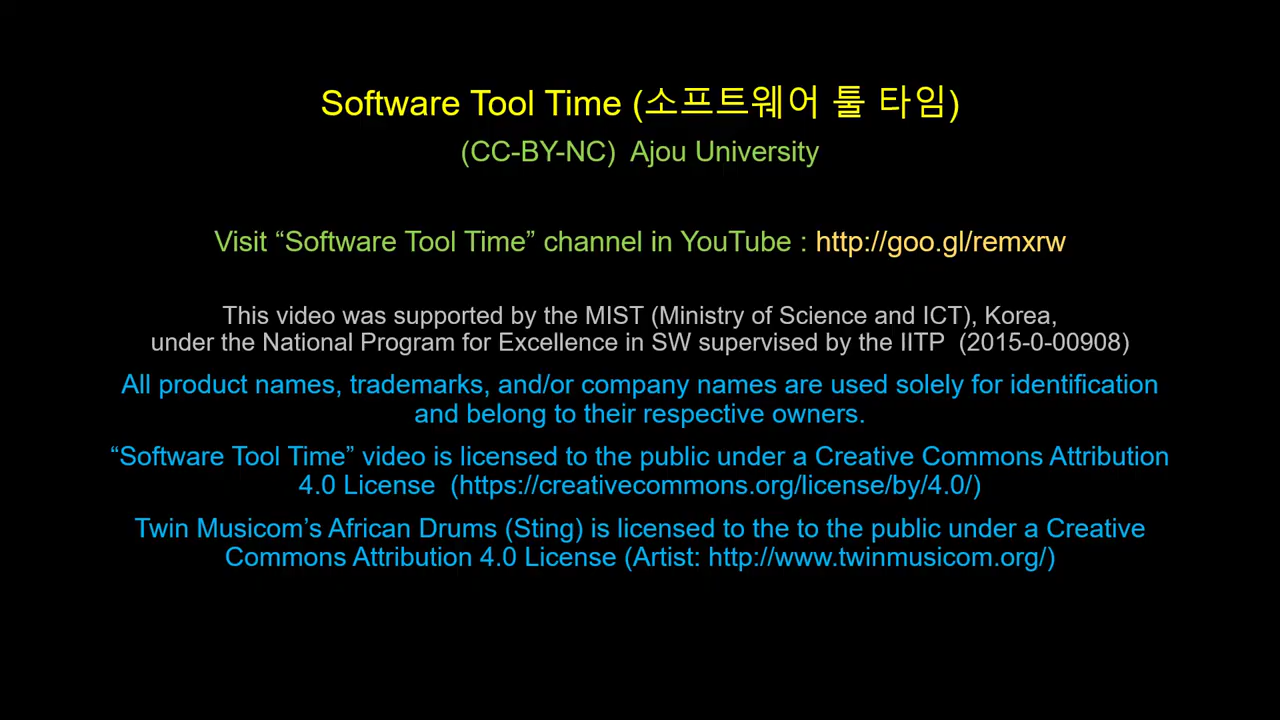 Software Tool Time (소프트웨어 툴 타임)
(CC-BY-NC)  Ajou University
Visit “Software Tool Time” channel in YouTube : http://goo.gl/remxrw
This video was supported by the MIST (Ministry of Science and ICT), Korea,
under the National Program for Excellence in SW supervised by the IITP  (2015-0-00908)
All product names, trademarks, and/or company names are used solely for identification
and belong to their respective owners.
“Software Tool Time” video is licensed to the public under a Creative Commons Attribution
4.0 License  (https://creativecommons.org/license/by/4.0/)
Twin Musicom’s African Drums (Sting) is licensed to the to the public under a Creative
Commons Attribution 4.0 License (Artist: http://www.twinmusicom.org/)